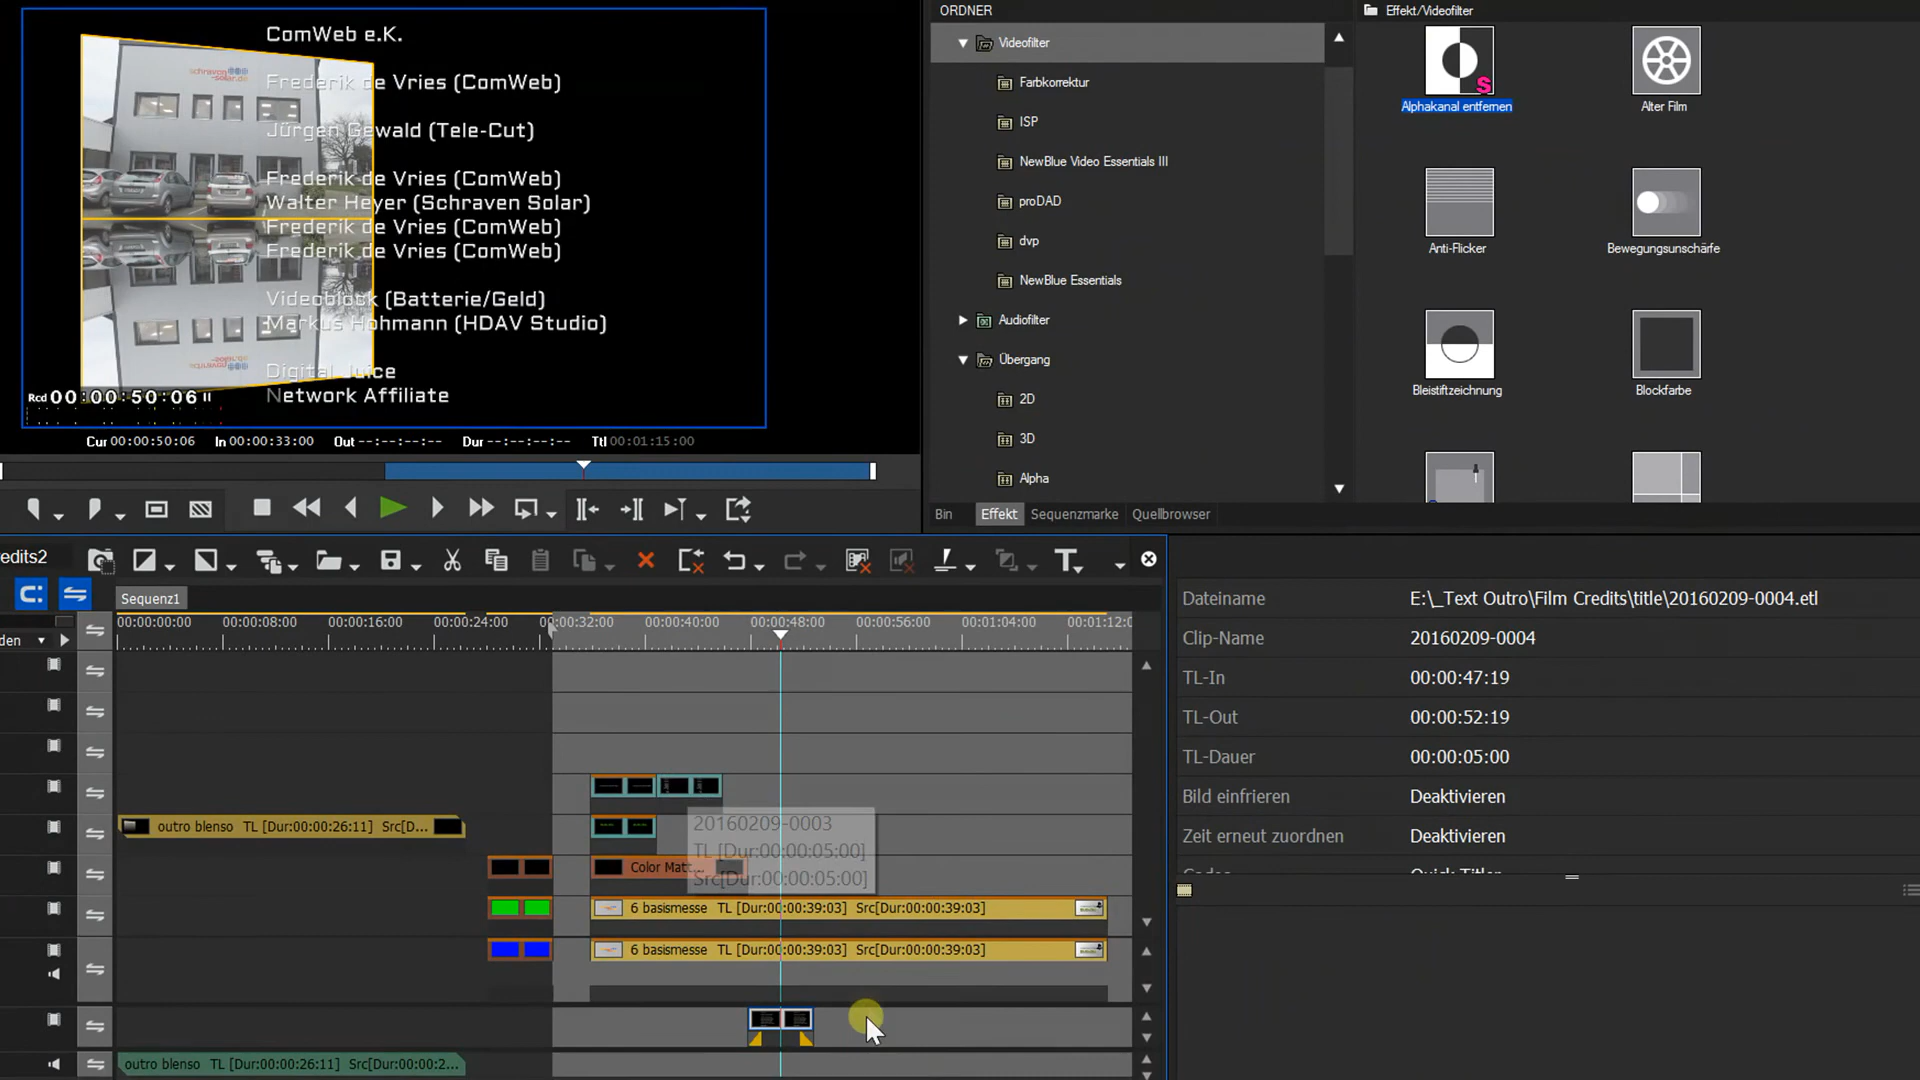 ComWeb e.K.
Frederik de Vries (ComWeb)
Jürgen Gewald (Tele-Cut)
Frederik de Vries (ComWeb)
Walter Heyer (Schraven Solar)
Frederik de Vries (ComWeb)
Frederik de Vries (ComWeb)
Videoblock (Batterie/Geld)
Markus Hohmann (HDAV Studio)
Digital Juice
Network Affiliate
schraven
solar.de
Rcd 00:00:50:06
Cur 00:00:50:06 In 00:00:33:00 Out --:--:--:-- Dur --:--:--:-- Ttl 00:01:15:00
ORDNER
Videofilter
Farbkorrektur
ISP
NewBlue Video Essentials III
proDAD
dvp
NewBlue Essentials
Audiofilter
Übergang
2D
3D
Alpha
Bin Effekt Sequenzmarke Quellbrowser
Effekt/Videofilter
S
Alphakanal entfernen
Alter Film
Anti-Flicker
Bewegungsunschärfe
Bleistiftzeichnung
Blockfarbe
redits2
Sequenz1
den
00:00:00:00 00:00:08:00 00:00:16:00 00:00:24:00 00:00:32:00 00:00:40:00 00:00:48:00 00:00:56:00 00:01:04:00 00:01:12:0
20160209-0003
TL [Dur:00:00:05:00]
Src[Dur:00:00:05:00]
outro blenso TL [Dur:00:00:26:11] Src[D...
Color Matt...
6 basismesse TL [Dur:00:00:39:03] Src[Dur:00:00:39:03]
6 basismesse TL [Dur:00:00:39:03] Src[Dur:00:00:39:03]
outro blenso TL [Dur:00:00:26:11] Src[Dur:00:00:2...
Dateiname E:\_Text Outro\Film Credits\title\20160209-0004.etl
Clip-Name 20160209-0004
TL-In 00:00:47:19
TL-Out 00:00:52:19
TL-Dauer 00:00:05:00
Bild einfrieren Deaktivieren
Zeit erneut zuordnen Deaktivieren